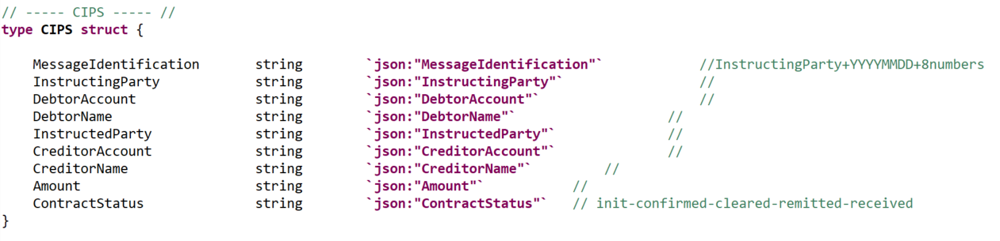 // ----- CIPS ----- //
type CIPS struct {
MessageIdentification string `json:"MessageIdentification"` //InstructingParty+YYYYMMDD+8numbers
InstructingParty string `json:"InstructingParty"` //
DebtorAccount string `json:"DebtorAccount"` //
DebtorName string `json:"DebtorName"` //
InstructedParty string `json:"InstructedParty"` //
CreditorAccount string `json:"CreditorAccount"` //
CreditorName string `json:"CreditorName"` //
Amount string `json:"Amount"` //
ContractStatus string `json:"ContractStatus"` // init-confirmed-cleared-remitted-received
}